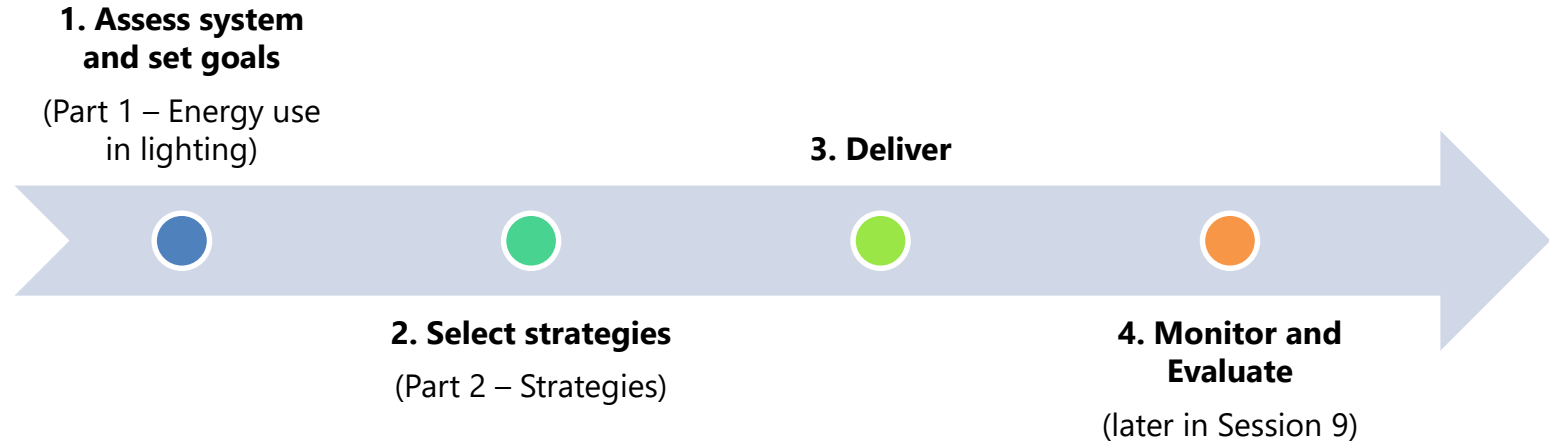 1. Assess system
and set goals
(Part 1 – Energy use
in lighting)
2. Select strategies
(Part 2 – Strategies)
3. Deliver
4. Monitor and
Evaluate
(later in Session 9)